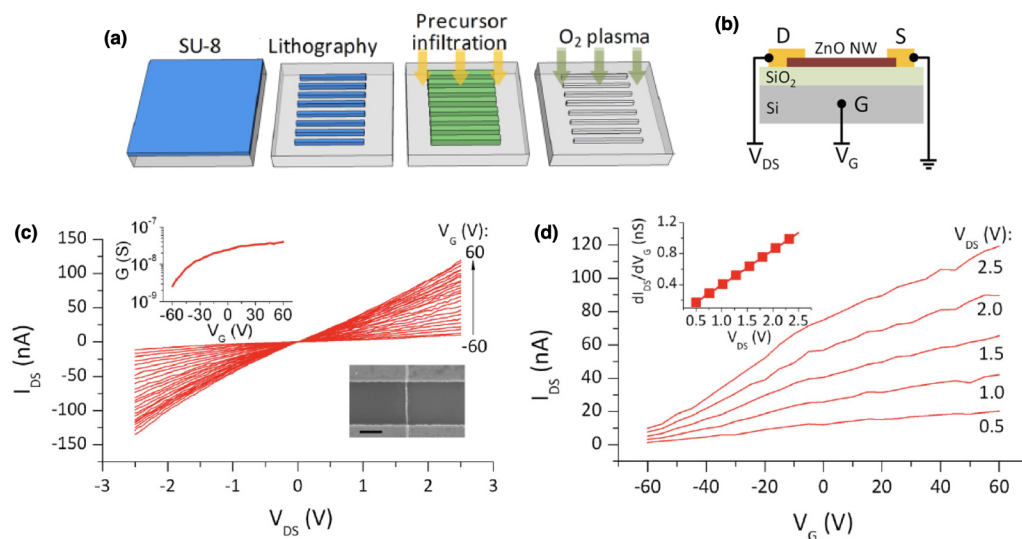 (a)
SU-8
Lithography
Precursor
infiltration
O2 plasma
(b)
D
S
ZnO NW
SiO2
Si
G
VDS
VG
(c)
150
100
50
0
-50
-100
-150
IDS (nA)
-3
-2
-1
0
1
2
3
VDS (V)
G (S)
10-7
10-8
10-9
-60
-30
0
30
60
VG (V)
VG (V):
60
-60
(d)
120
100
80
60
40
20
0
IDS (nA)
-60
-40
-20
0
20
40
60
VG (V)
dIDS/dVG (nS)
1.2
0.8
0.4
0.5
1.0
1.5
2.0
2.5
VDS (V)
VDS (V):
2.5
2.0
1.5
1.0
0.5